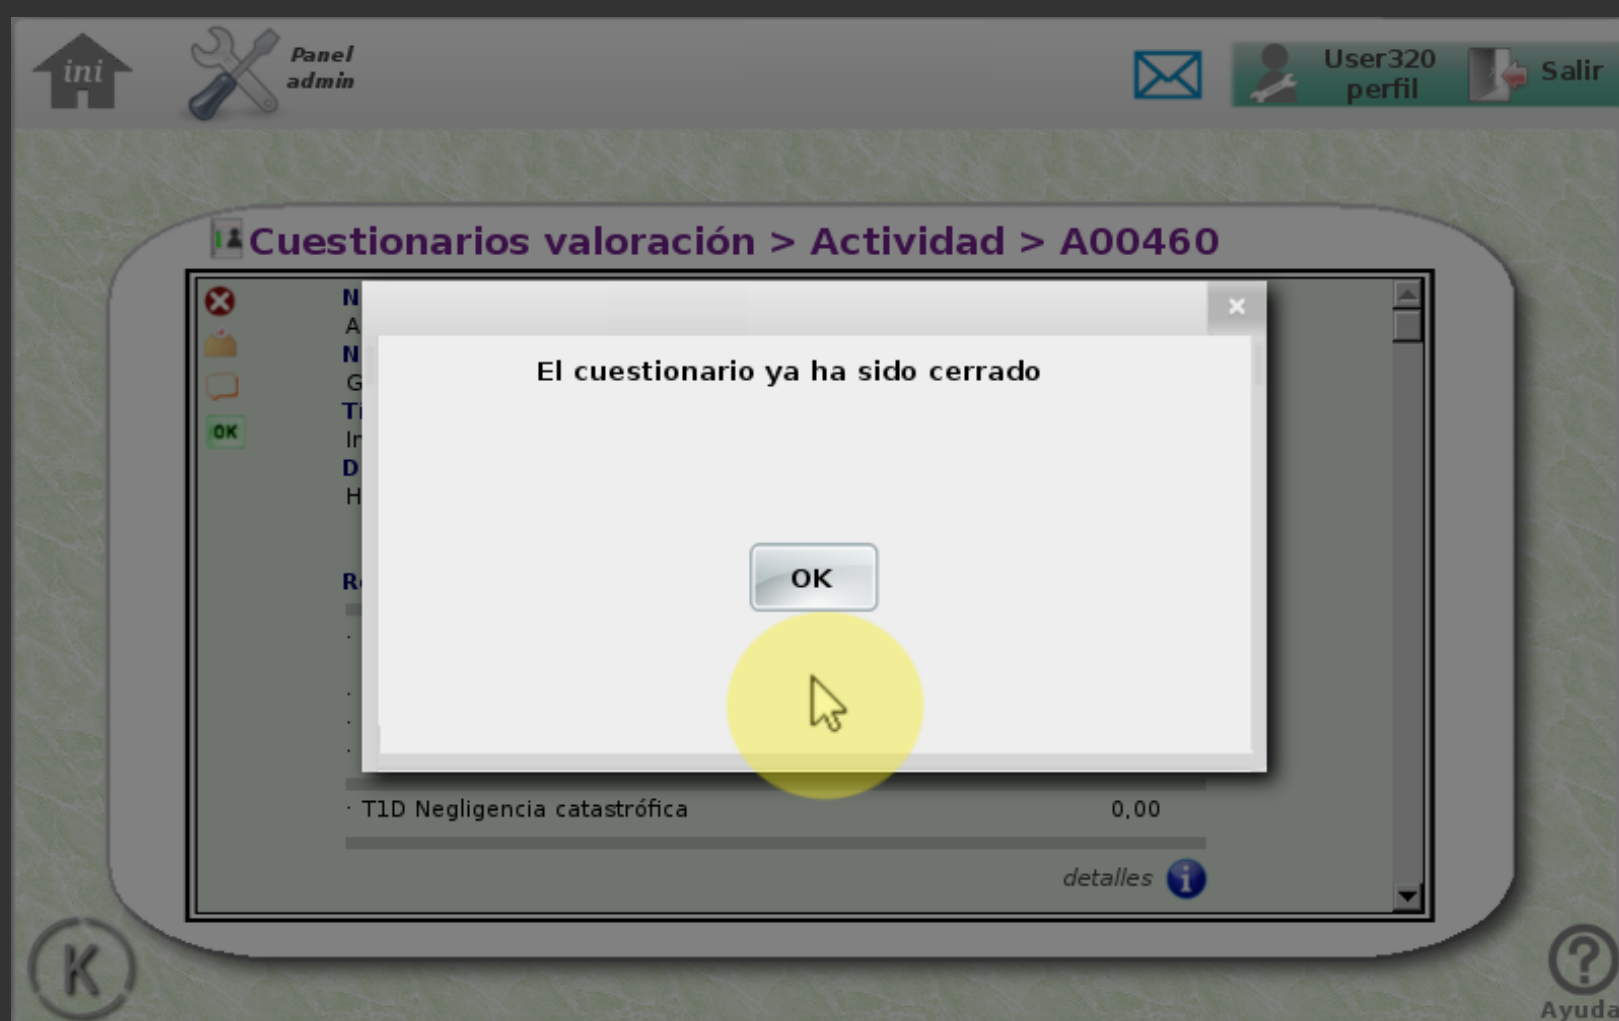 ini
Panel
admin
User320
perfil
Salir
Cuestionarios valoración > Actividad > A00460
El cuestionario ya ha sido cerrado
OK
OK
· T1D Negligencia catastrófica 0,00
detalles
K
Ayuda